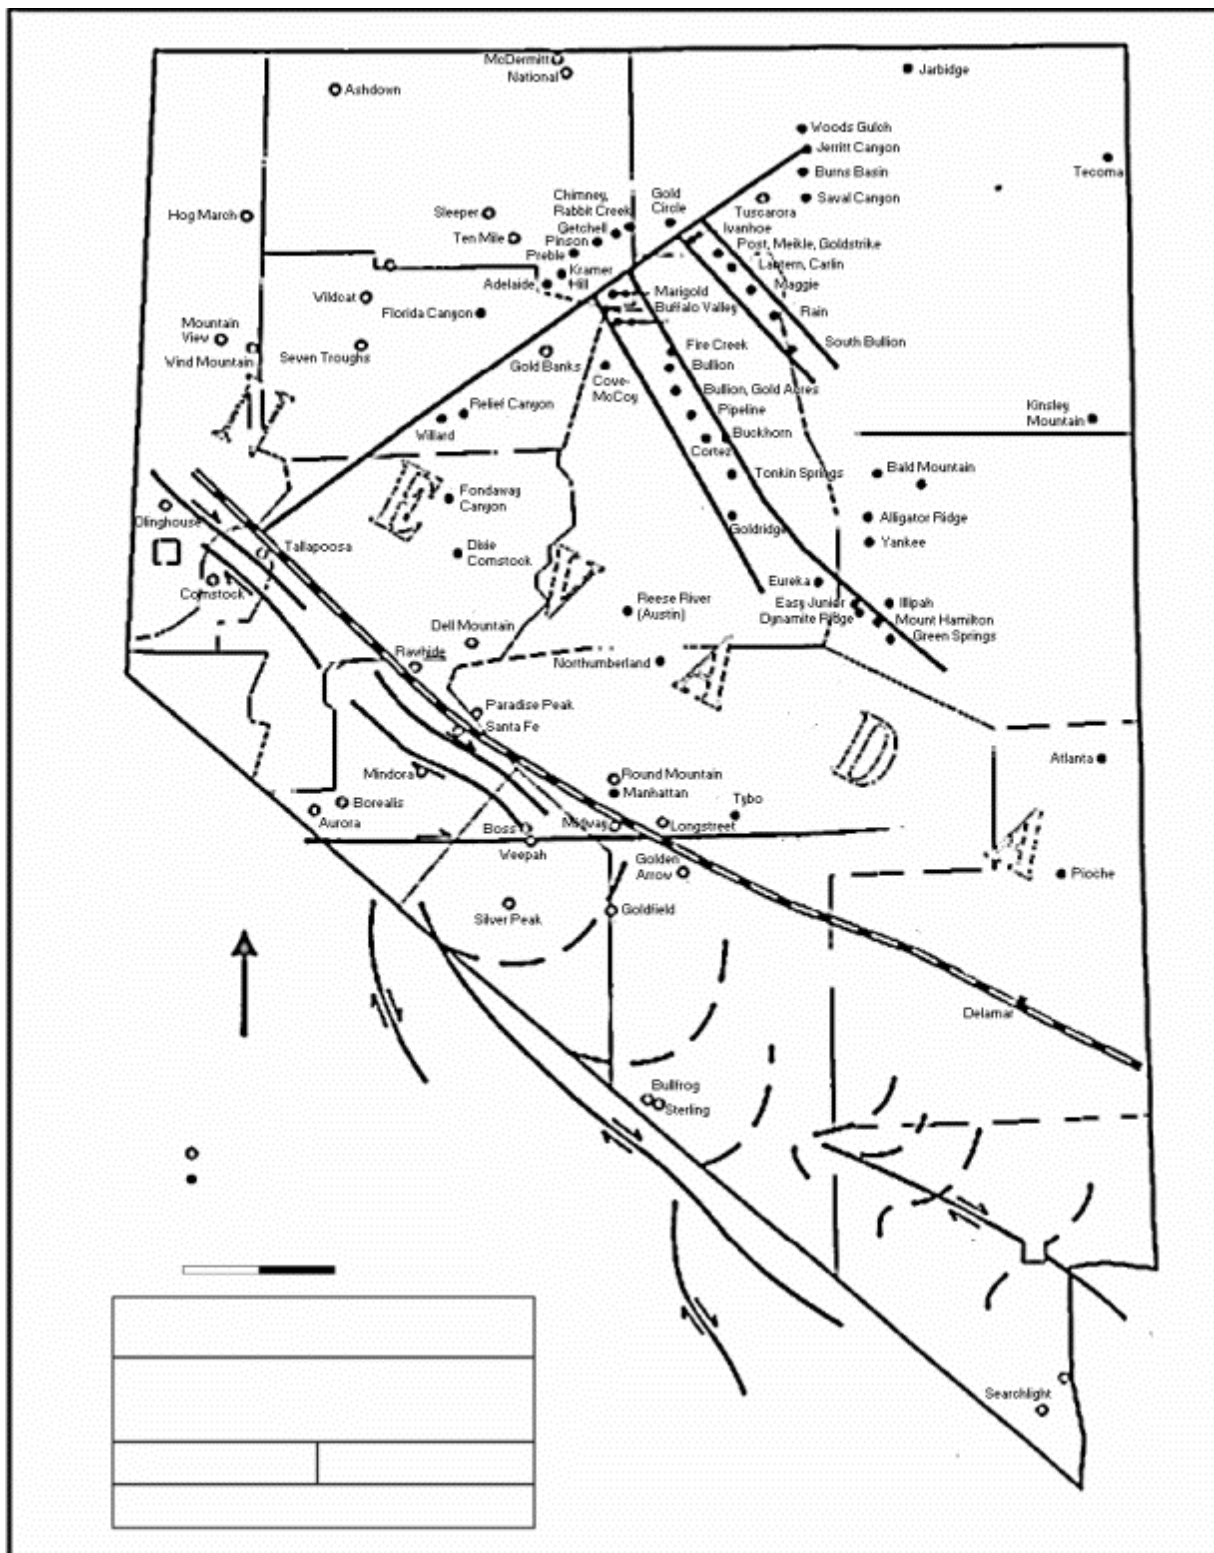 McDermitt
National
Jarbidge
Ashdown
Woods Gulch
Jerritt Canyon
Burns Basin
Tecoma
Saval Canyon
Tuscarora
Chimney,
Rabbit Creek
Gold
Circle
Hog March
Sleeper
Getchell
Ivanhoe
Ten Mile
Pinson
Post, Meikle, Goldstrike
Preble
Lantern, Carlin
Kramer
Hill
Adelaide
Maggie
Marigold
Wildcat
Buffalo Valley
Florida Canyon
Rain
Mountain
View
South Bullion
Wind Mountain
Seven Troughs
Gold Banks
Fire Creek
Bullion
Cove-
McCoy
Bullion, Gold Acres
Relief Canyon
Pipeline
Kinsley
Mountain
Willard
Buckhorn
Cortez
Tonkin Springs
Bald Mountain
Fondaway
Canyon
Olinghouse
Goldridge
Alligator Ridge
Tallapoosa
Dixie
Comstock
Yankee
Comstock
Eureka
Reese River
(Austin)
Easy Junior
Illipah
Dynamite Ridge
Mount Hamilton
Green Springs
Dell Mountain
Rawhide
Northumberland
NEVADA
Paradise Peak
Santa Fe
Atlanta
Mindora
Round Mountain
Manhattan
Borealis
Aurora
Tybo
Boss
Midway
Longstreet
Weepah
Golden
Arrow
Pioche
Silver Peak
Goldfield
Delamar
Bullfrog
Sterling
Searchlight